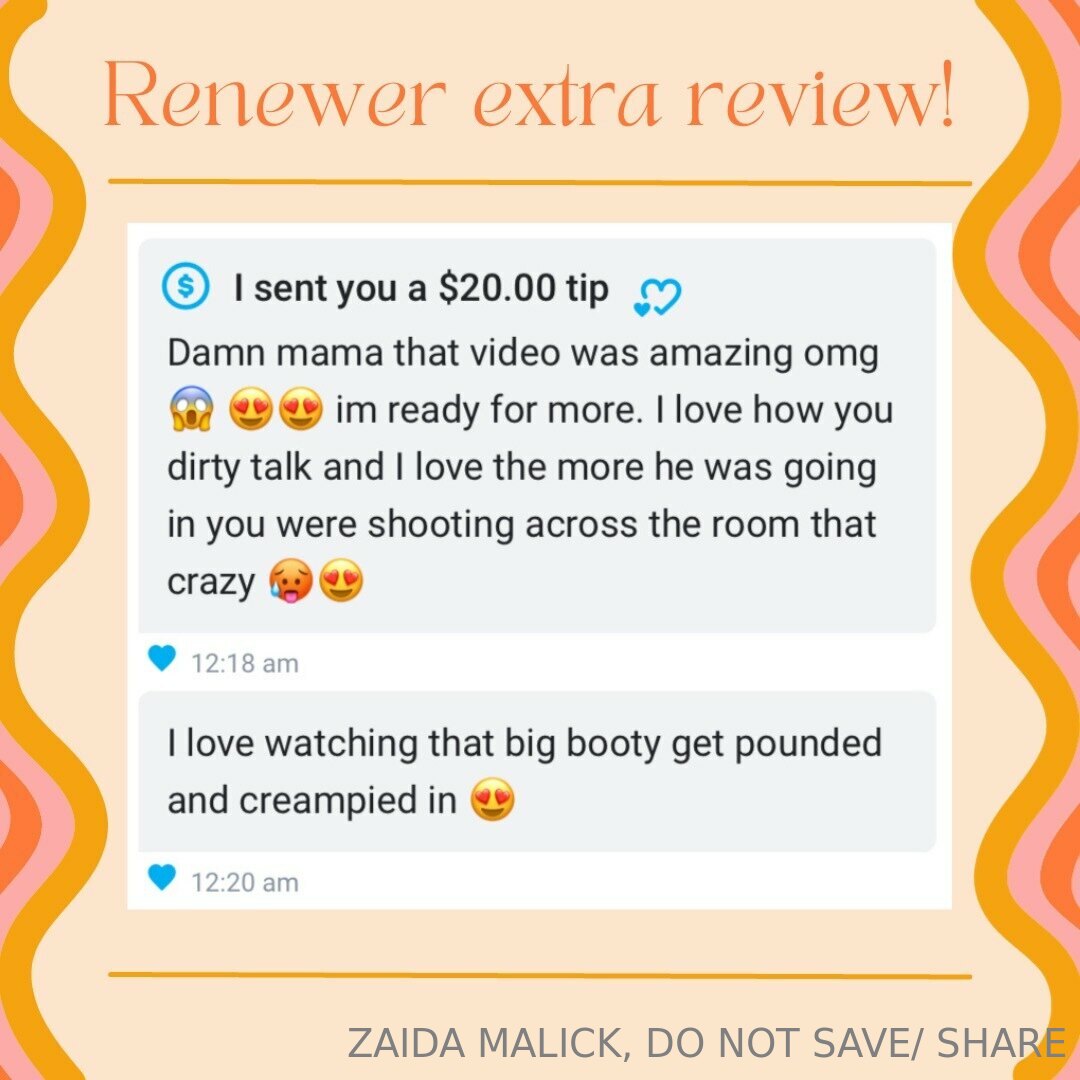 Renewer extra review!
$ I sent you a $20.00 tip
Damn mama that video was amazing omg
😱 😍😍 im ready for more. I love how you
dirty talk and I love the more he was going
in you were shooting across the room that
crazy 🥵😍
12:18 am
I love watching that big booty get pounded
and creampied in 😍
12:20 am
ZAIDA MALICK, DO NOT SAVE/ SHARE